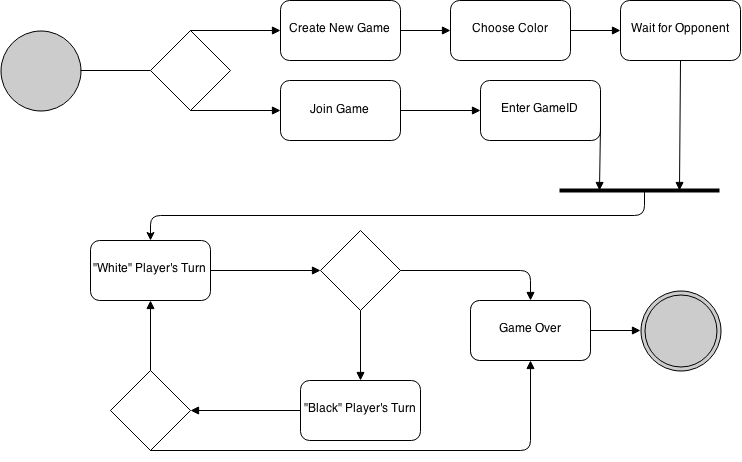 Create New Game
Choose Color
Wait for Opponent
Join Game
Enter GameID
"White" Player's Turn
Game Over
"Black" Player's Turn